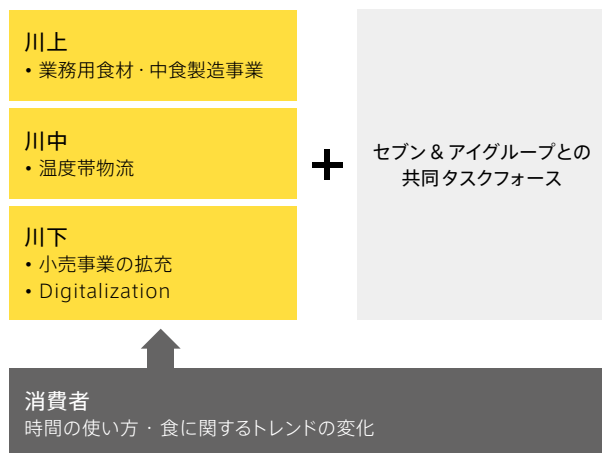 川上
• 業務用食材・中食製造事業
川中
• 温度帯物流
川下
• 小売事業の拡充
• Digitalization
+
セブン&アイグループとの
共同タスクフォース
消費者
時間の使い方・食に関するトレンドの変化